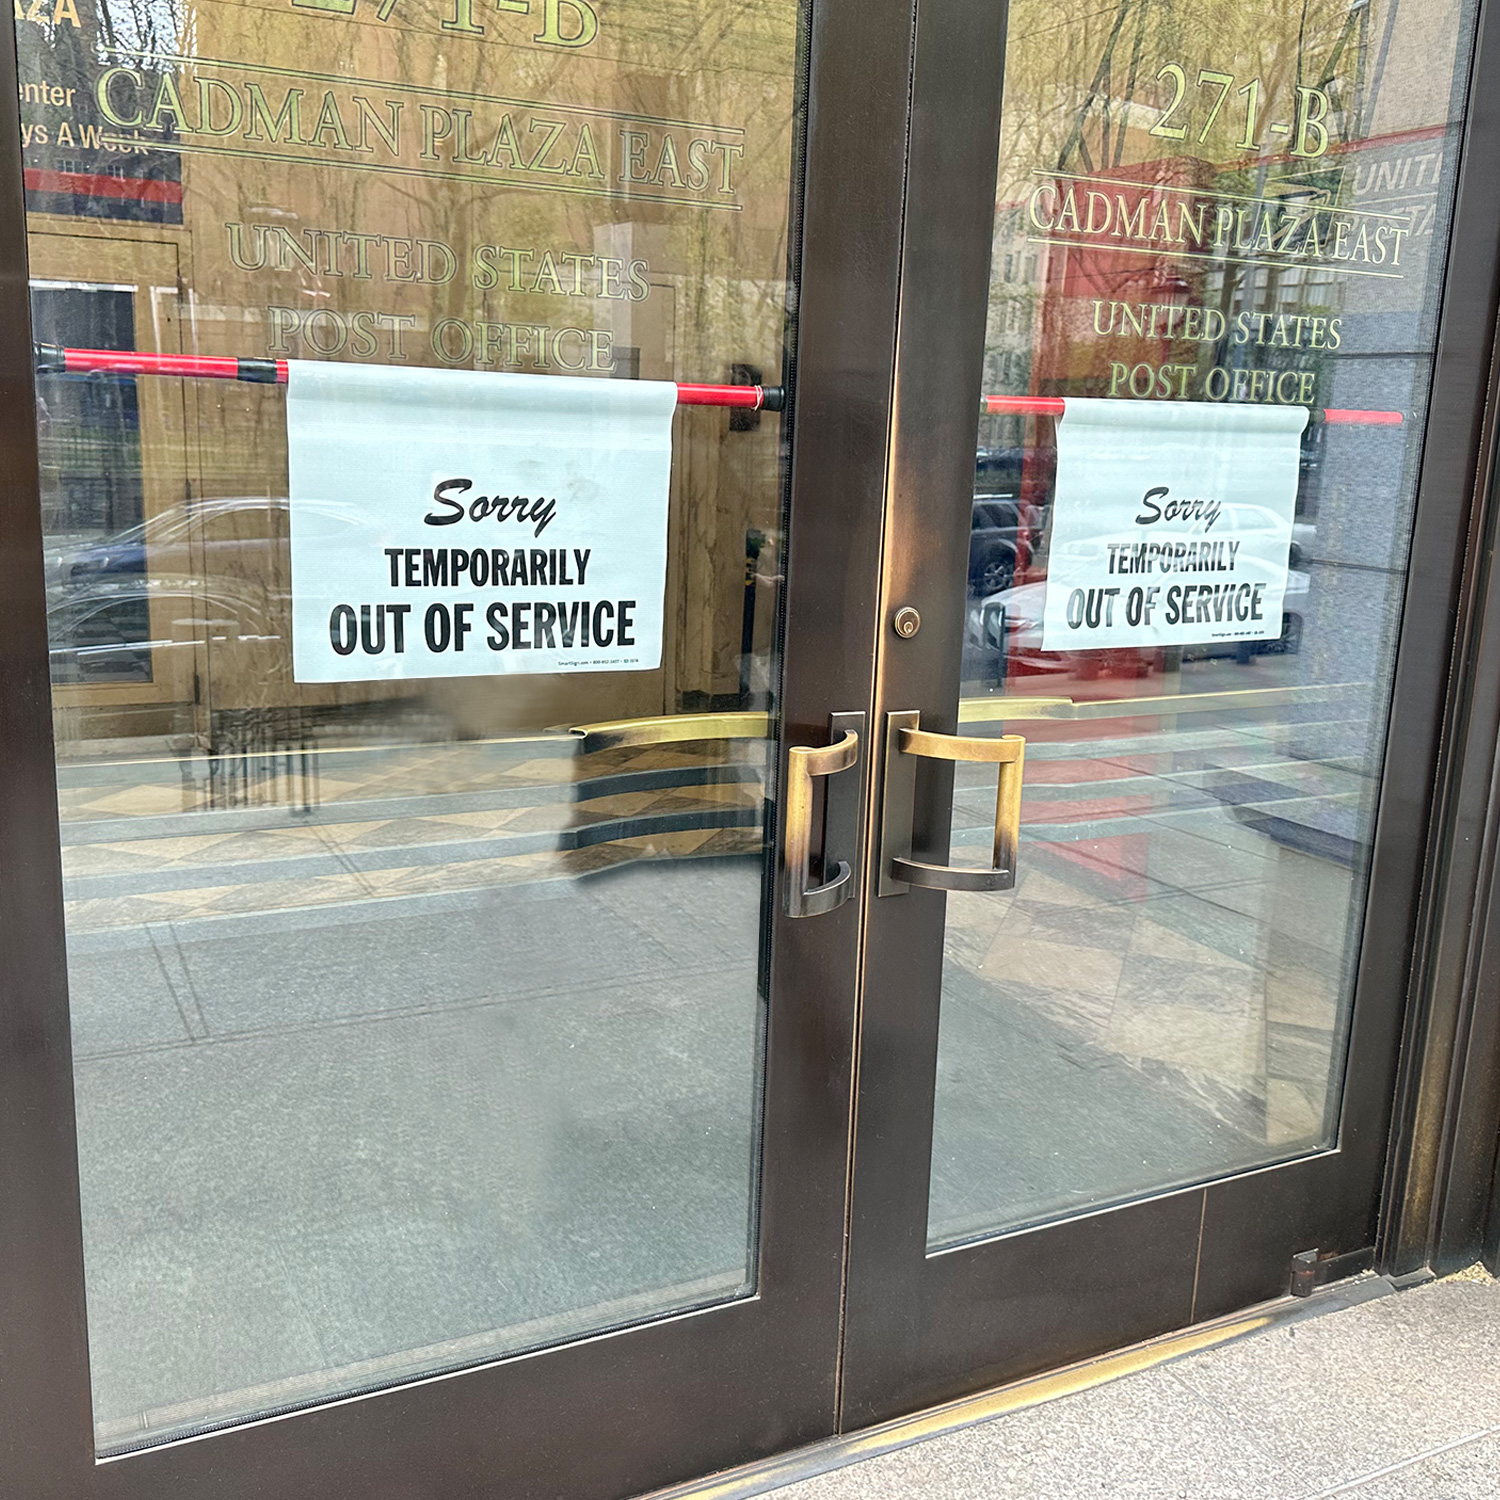 271-B
CADMAN PLAZA EAST
UNITED STATES
POST OFFICE
Sorry
TEMPORARILY
OUT OF SERVICE
271-B
CADMAN PLAZA EAST
UNITED STATES
POST OFFICE
Sorry
TEMPORARILY
OUT OF SERVICE
A Week